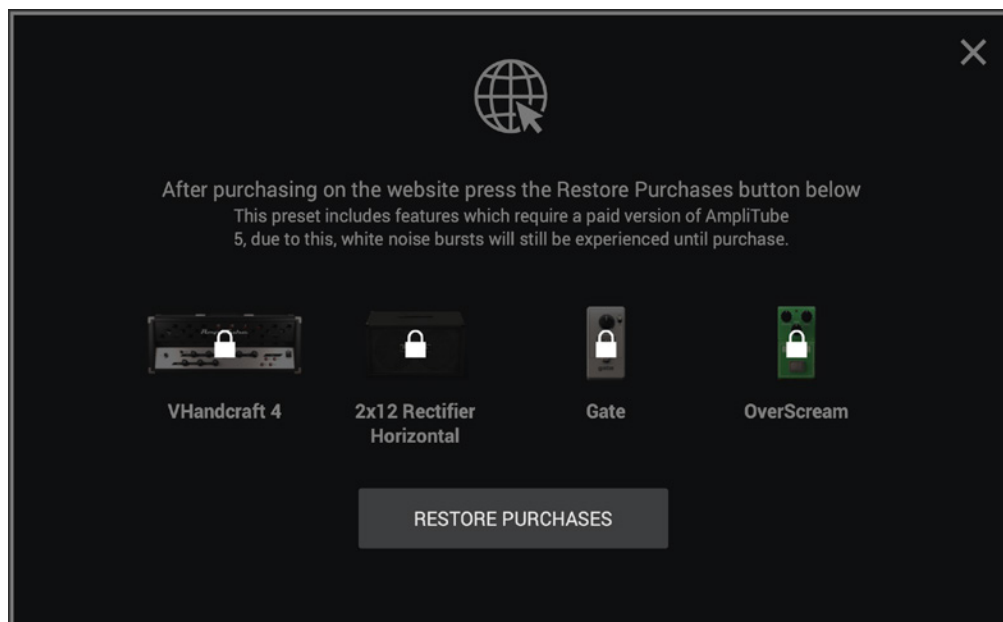 After purchasing on the website press the Restore Purchases button below
This preset includes features which require a paid version of AmpliTube
5, due to this, white noise bursts will still be experienced until purchase.
VHandcraft 4
2x12 Rectifier
Horizontal
Gate
OverScream
RESTORE PURCHASES